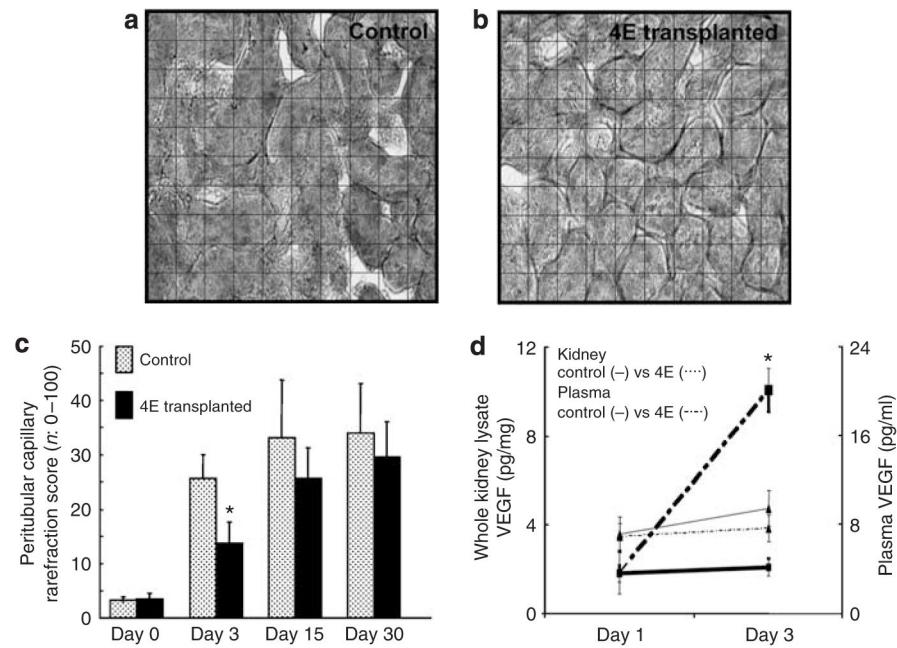 a
Control
b
4E transplanted
c
Peritubular capillary
rarefraction score (n: 0–100)
50
40
30
20
10
0
Control
4E transplanted
*
Day 0
Day 3
Day 15
Day 30
d
Whole kidney lysate
VEGF (pg/mg)
12
8
4
0
Kidney
control (–) vs 4E (····)
Plasma
control (–) vs 4E (-·-·-)
*
24
16
8
0
Plasma VEGF (pg/ml)
Day 1
Day 3